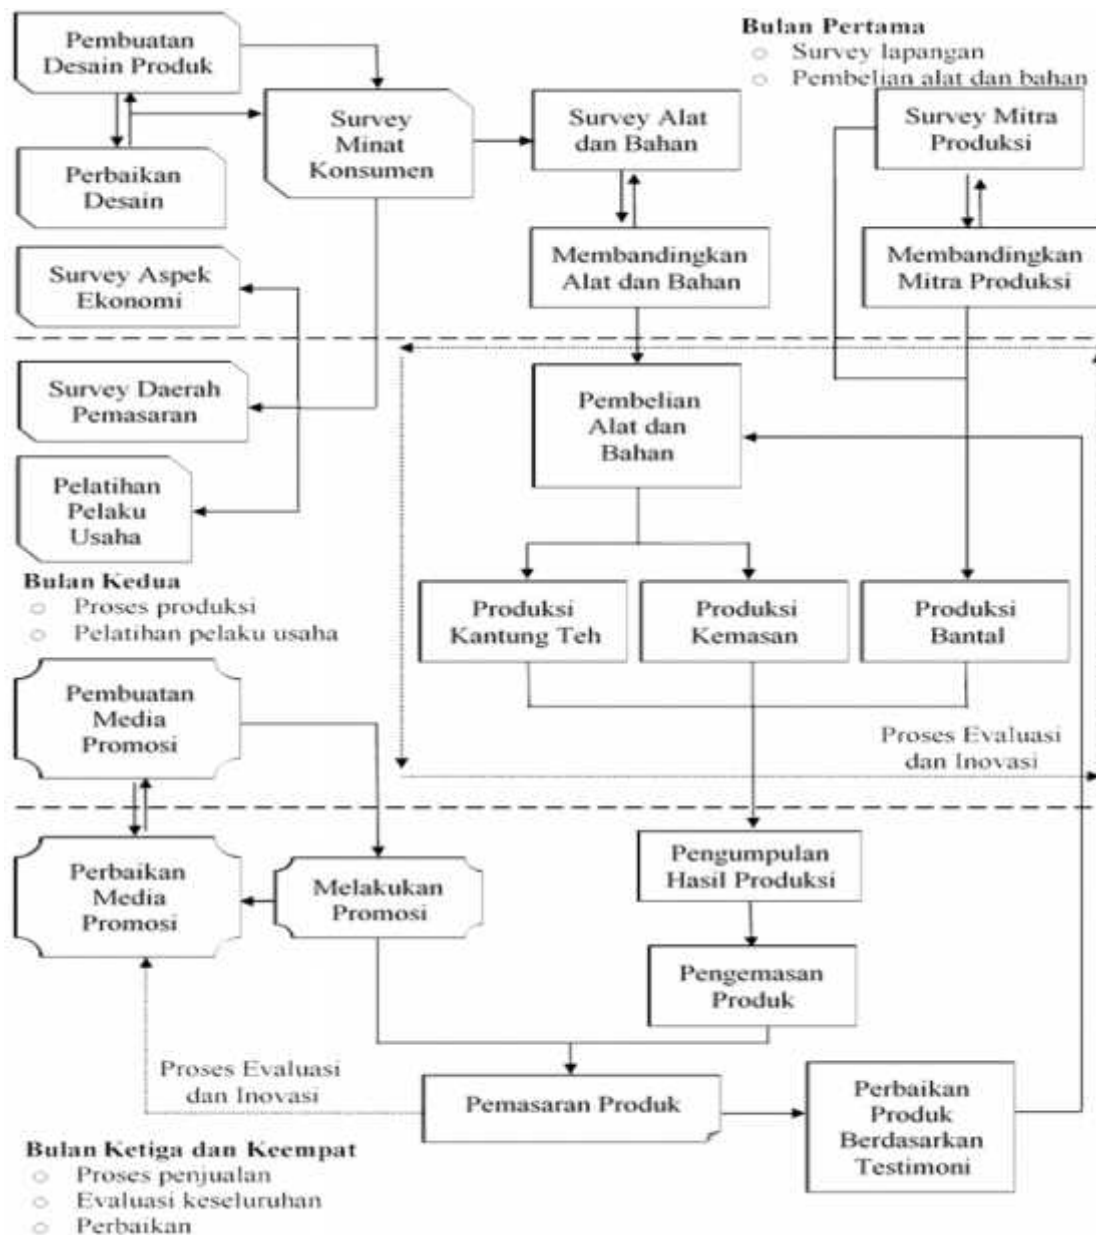 Pembuatan
Desain Produk
Bulan Pertama
○ Survey lapangan
○ Pembelian alat dan bahan
Survey
Minat
Konsumen
Survey Alat
dan Bahan
Survey Mitra
Produksi
Perbaikan
Desain
Survey Aspek
Ekonomi
Membandingkan
Alat dan Bahan
Membandingkan
Mitra Produksi
Survey Daerah
Pemasaran
Pembelian
Alat dan
Bahan
Pelatihan
Pelaku
Usaha
Bulan Kedua
○ Proses produksi
○ Pelatihan pelaku usaha
Produksi
Kantung Teh
Produksi
Kemasan
Produksi
Bantal
Pembuatan
Media
Promosi
Proses Evaluasi
dan Inovasi
Perbaikan
Media
Promosi
Melakukan
Promosi
Pengumpulan
Hasil Produksi
Pengemasan
Produk
Proses Evaluasi
dan Inovasi
Pemasaran Produk
Perbaikan
Produk
Berdasarkan
Testimoni
Bulan Ketiga dan Keempat
○ Proses penjualan
○ Evaluasi keseluruhan
○ Perbaikan